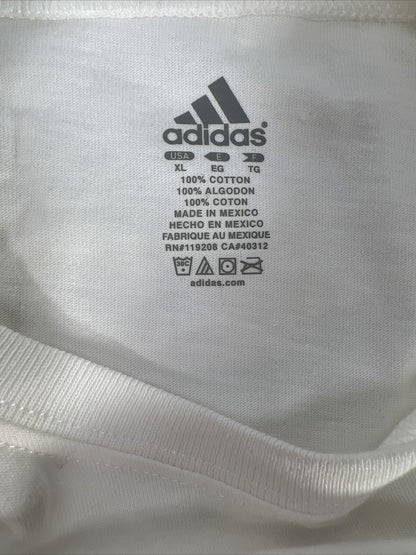 adidas®
USA E F
XL EG TG
100% COTTON
100% ALGODON
100% COTON
MADE IN MEXICO
HECHO EN MEXICO
FABRIQUE AU MEXIQUE
RN#119208 CA#40312
30C
adidas.com